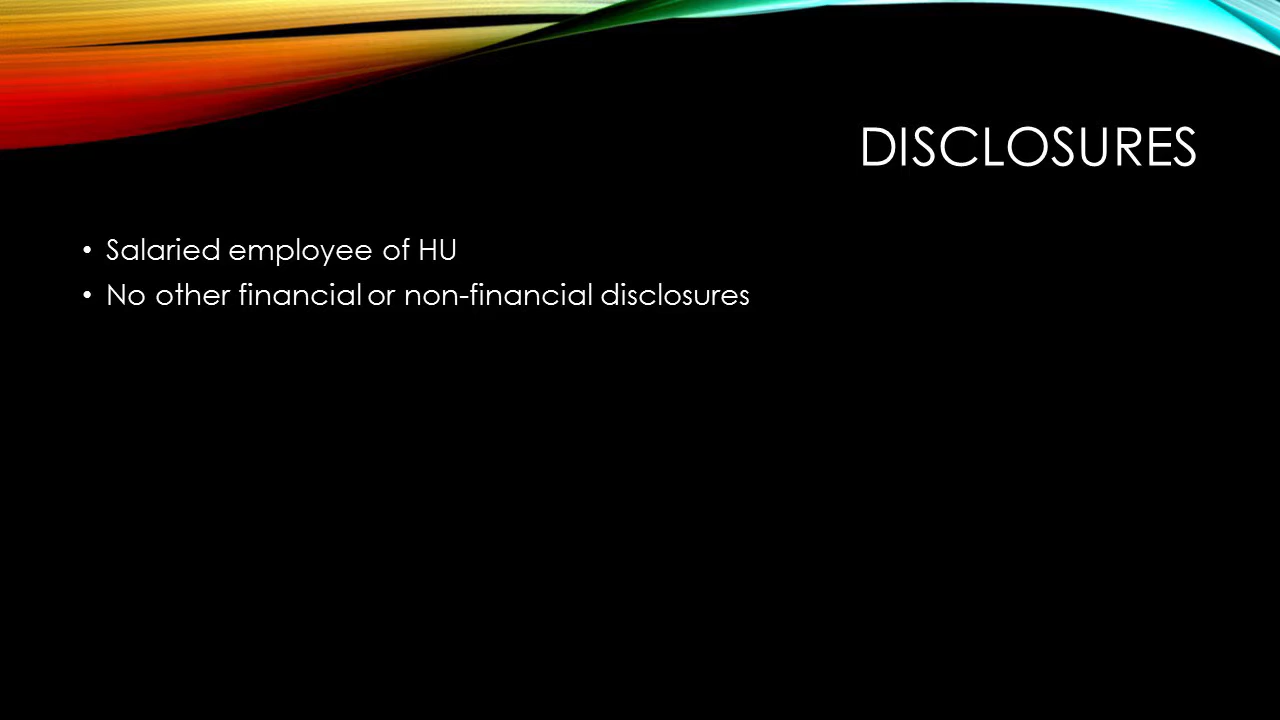 DISCLOSURES
• Salaried employee of HU
• No other financial or non-financial disclosures